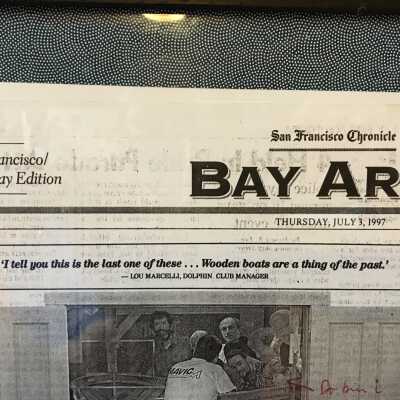 San Francisco Chronicle
ancisco/
ay Edition
BAY AR
THURSDAY, JULY 3, 1997
'I tell you this is the last one of these . . . Wooden boats are a thing of the past.'
— LOU MARCELLI, DOLPHIN CLUB MANAGER
MAVIC